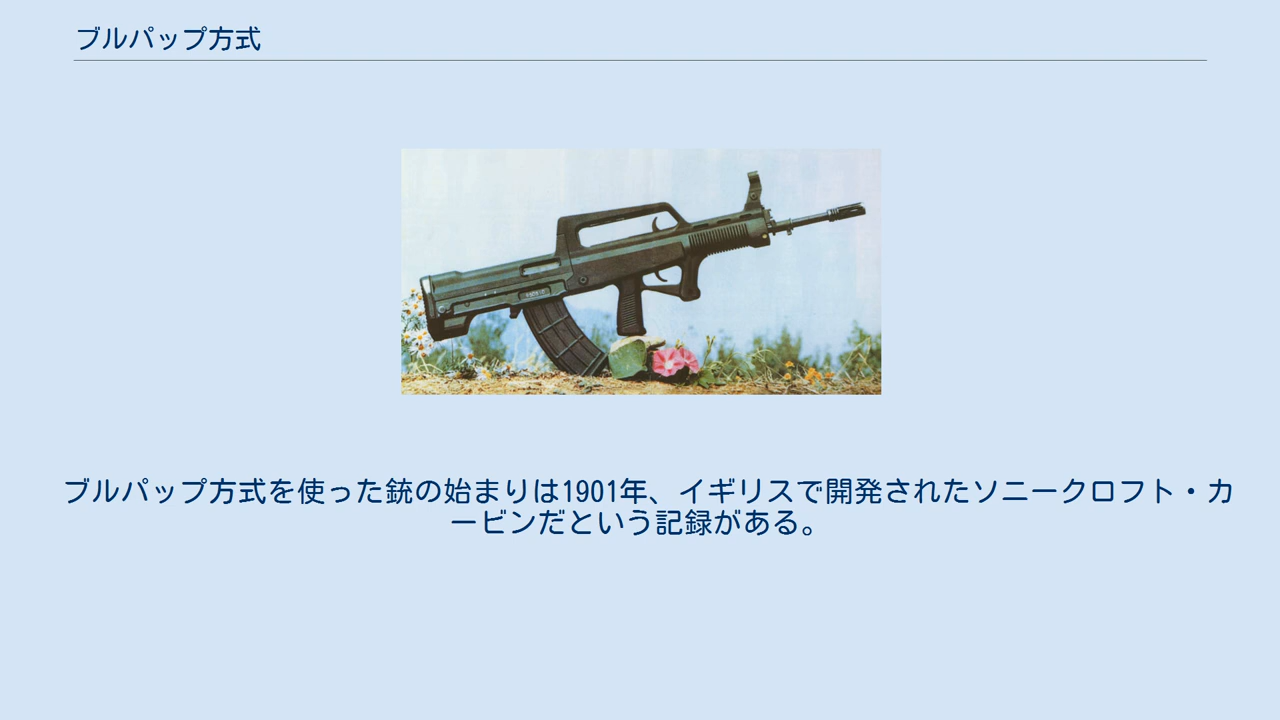 ブルパップ方式
ブルパップ方式を使った銃の始まりは1901年、イギリスで開発されたソニークロフト・カ
ービンだという記録がある。